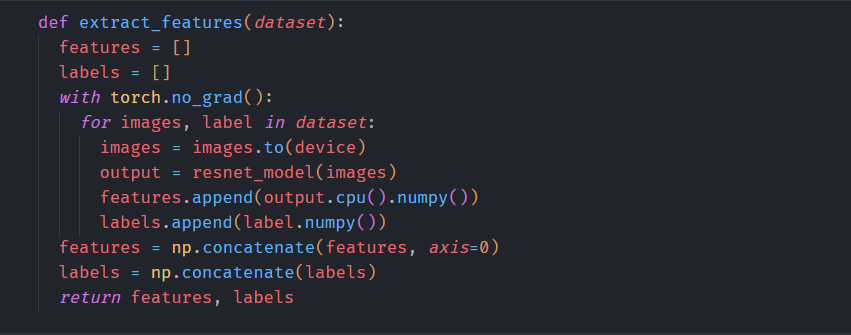 def extract_features(dataset):
  features = []
  labels = []
  with torch.no_grad():
    for images, label in dataset:
      images = images.to(device)
      output = resnet_model(images)
      features.append(output.cpu().numpy())
      labels.append(label.numpy())
  features = np.concatenate(features, axis=0)
  labels = np.concatenate(labels)
  return features, labels